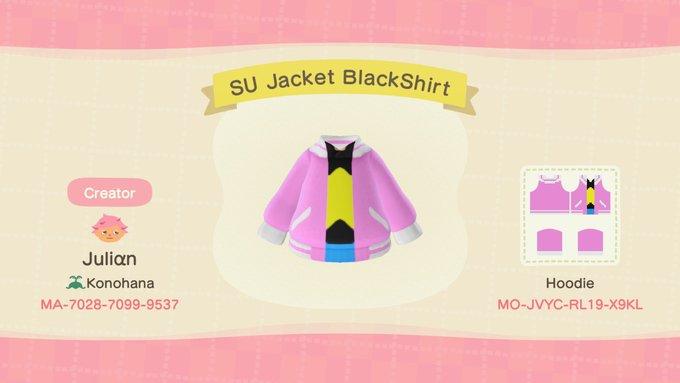 SU Jacket BlackShirt
Creator
Juliαn
Konohana
MA-7028-7099-9537
Hoodie
MO-JVYC-RL19-X9KL